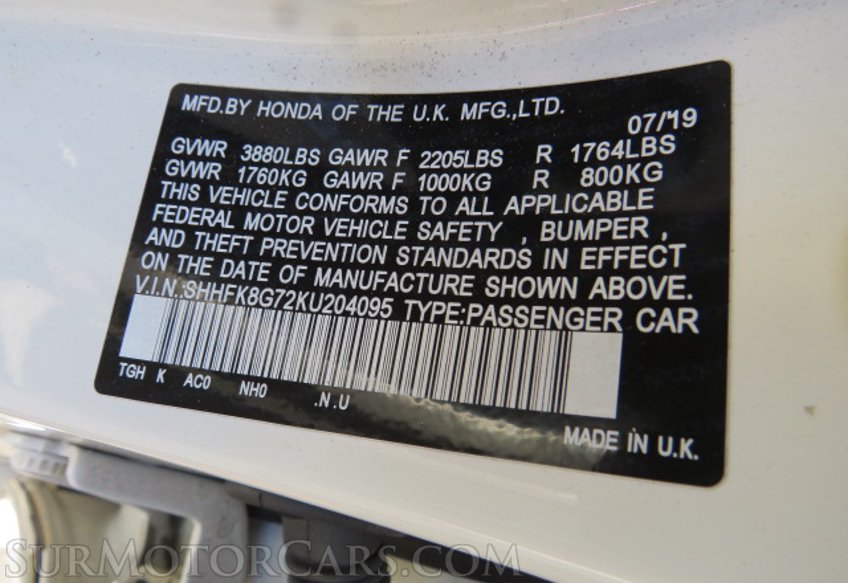 MFD.BY HONDA OF THE U.K. MFG.,LTD.
07/'19
GVWR 3880LBS GAWR F 2205LBS R 1764LBS
GVWR 1760KG GAWR F 1000KG R 800KG
THIS VEHICLE CONFORMS TO ALL APPLICABLE
FEDERAL MOTOR VEHICLE SAFETY , BUMPER ,
AND THEFT PREVENTION STANDARDS IN EFFECT
ON THE DATE OF MANUFACTURE SHOWN ABOVE.
V.I.N.:SHHFK8G72KU204095 TYPE:PASSENGER CAR
TGH K AC0 NH0 .N .U
MADE IN U.K.
SURMOTORCARS.COM